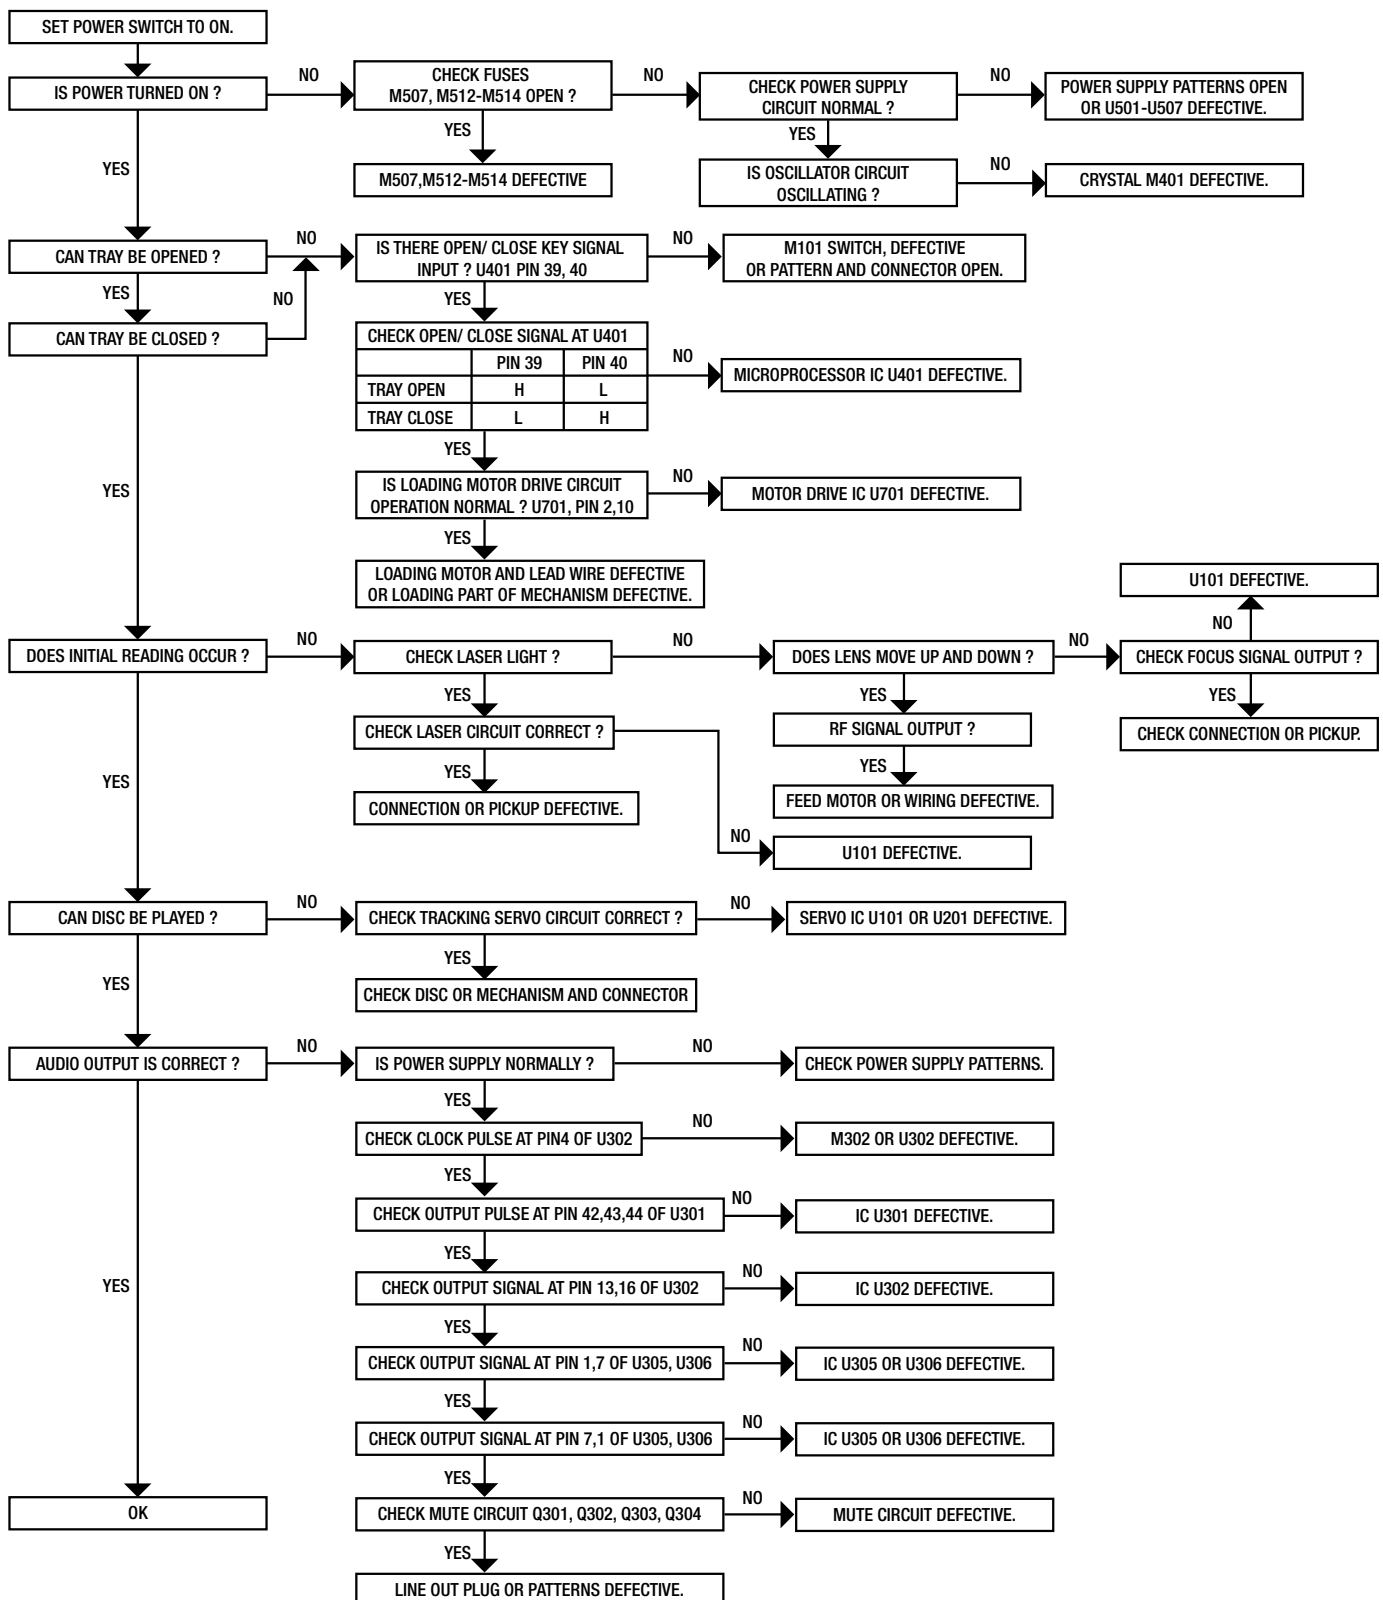 SET POWER SWITCH TO ON.
IS POWER TURNED ON ?
NO
CHECK FUSES
M507, M512-M514 OPEN ?
NO
CHECK POWER SUPPLY
CIRCUIT NORMAL ?
NO
POWER SUPPLY PATTERNS OPEN
OR U501-U507 DEFECTIVE.
YES
YES
YES
M507,M512-M514 DEFECTIVE
IS OSCILLATOR CIRCUIT
OSCILLATING ?
NO
CRYSTAL M401 DEFECTIVE.
CAN TRAY BE OPENED ?
NO
IS THERE OPEN/ CLOSE KEY SIGNAL
INPUT ? U401 PIN 39, 40
NO
M101 SWITCH, DEFECTIVE
OR PATTERN AND CONNECTOR OPEN.
YES
NO
YES
CAN TRAY BE CLOSED ?
CHECK OPEN/ CLOSE SIGNAL AT U401
PIN 39 PIN 40
TRAY OPEN H L
TRAY CLOSE L H
NO
MICROPROCESSOR IC U401 DEFECTIVE.
YES
YES
IS LOADING MOTOR DRIVE CIRCUIT
OPERATION NORMAL ? U701, PIN 2,10
NO
MOTOR DRIVE IC U701 DEFECTIVE.
YES
LOADING MOTOR AND LEAD WIRE DEFECTIVE
OR LOADING PART OF MECHANISM DEFECTIVE.
U101 DEFECTIVE.
NO
DOES INITIAL READING OCCUR ?
NO
CHECK LASER LIGHT ?
NO
DOES LENS MOVE UP AND DOWN ?
NO
CHECK FOCUS SIGNAL OUTPUT ?
YES
YES
YES
CHECK LASER CIRCUIT CORRECT ?
RF SIGNAL OUTPUT ?
CHECK CONNECTION OR PICKUP.
YES
YES
YES
CONNECTION OR PICKUP DEFECTIVE.
FEED MOTOR OR WIRING DEFECTIVE.
NO
U101 DEFECTIVE.
CAN DISC BE PLAYED ?
NO
CHECK TRACKING SERVO CIRCUIT CORRECT ?
NO
SERVO IC U101 OR U201 DEFECTIVE.
YES
YES
CHECK DISC OR MECHANISM AND CONNECTOR
AUDIO OUTPUT IS CORRECT ?
NO
IS POWER SUPPLY NORMALLY ?
NO
CHECK POWER SUPPLY PATTERNS.
YES
CHECK CLOCK PULSE AT PIN4 OF U302
NO
M302 OR U302 DEFECTIVE.
YES
CHECK OUTPUT PULSE AT PIN 42,43,44 OF U301
NO
IC U301 DEFECTIVE.
YES
YES
CHECK OUTPUT SIGNAL AT PIN 13,16 OF U302
NO
IC U302 DEFECTIVE.
YES
CHECK OUTPUT SIGNAL AT PIN 1,7 OF U305, U306
NO
IC U305 OR U306 DEFECTIVE.
YES
CHECK OUTPUT SIGNAL AT PIN 7,1 OF U305, U306
NO
IC U305 OR U306 DEFECTIVE.
YES
OK
CHECK MUTE CIRCUIT Q301, Q302, Q303, Q304
NO
MUTE CIRCUIT DEFECTIVE.
YES
LINE OUT PLUG OR PATTERNS DEFECTIVE.